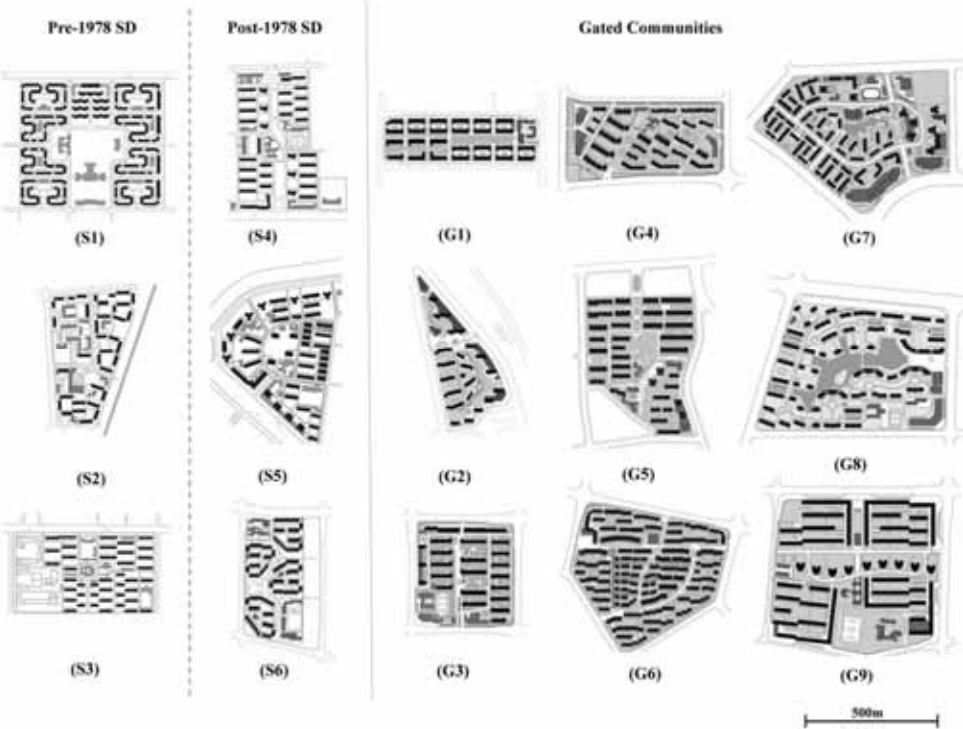 Pre-1978 SD
Post-1978 SD
Gated Communities
(S1)
(S4)
(G1)
(G4)
(G7)
(S2)
(S5)
(G2)
(G5)
(G8)
(S3)
(S6)
(G3)
(G6)
(G9)
500m